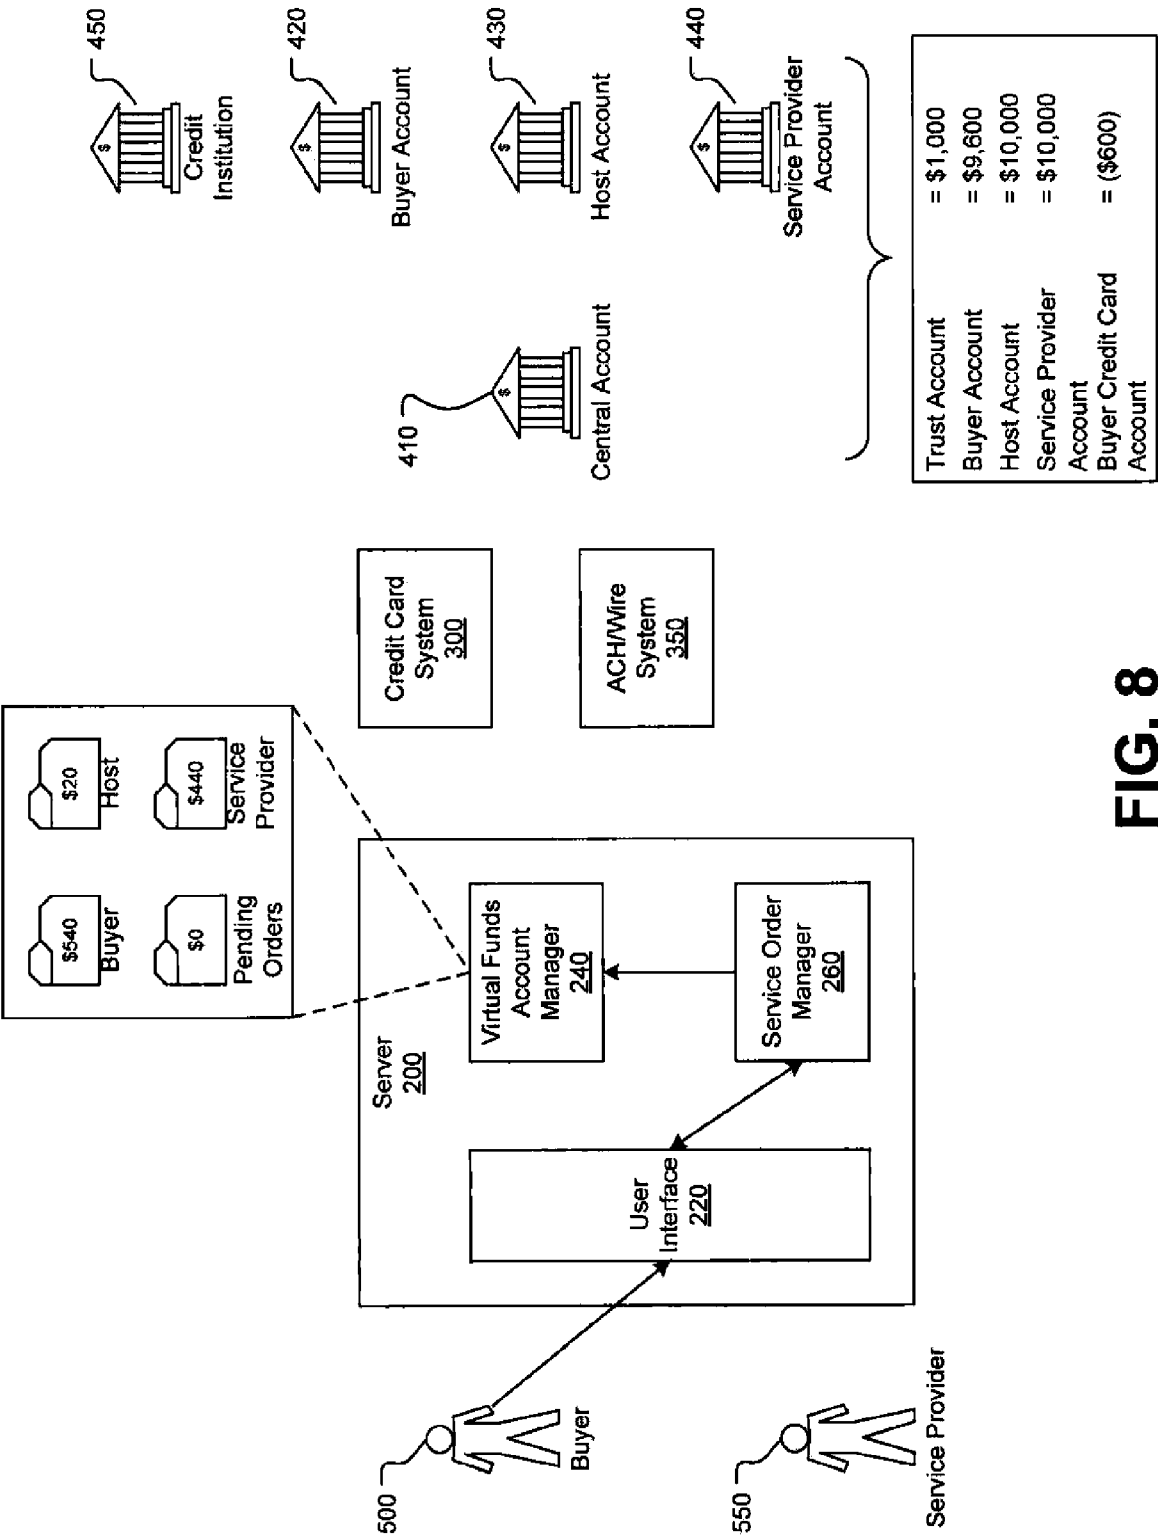 $540
Buyer
$20
Host
$0
Pending
Orders
$440
Service
Provider
500
Buyer
550
Service Provider
Server
200
User
Interface
220
Virtual Funds
Account
Manager
240
Service Order
Manager
260
Credit Card
System
300
ACH/Wire
System
350
410
$
Central Account
450
$
Credit
Institution
420
$
Buyer Account
430
$
Host Account
440
$
Service Provider
Account
Trust Account = $1,000
Buyer Account = $9,600
Host Account = $10,000
Service Provider = $10,000
Account
Buyer Credit Card = ($600)
Account
FIG. 8